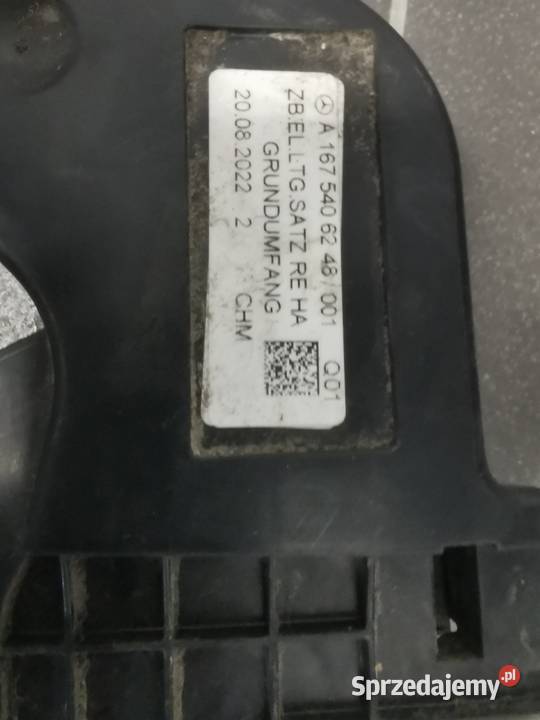 A 167 540 62 48/001 Q01
ZB.EL.LTG.SATZ RE HA
GRUNDUMFANG
20.08.2022 2 CHM
Sprzedajemy.pl